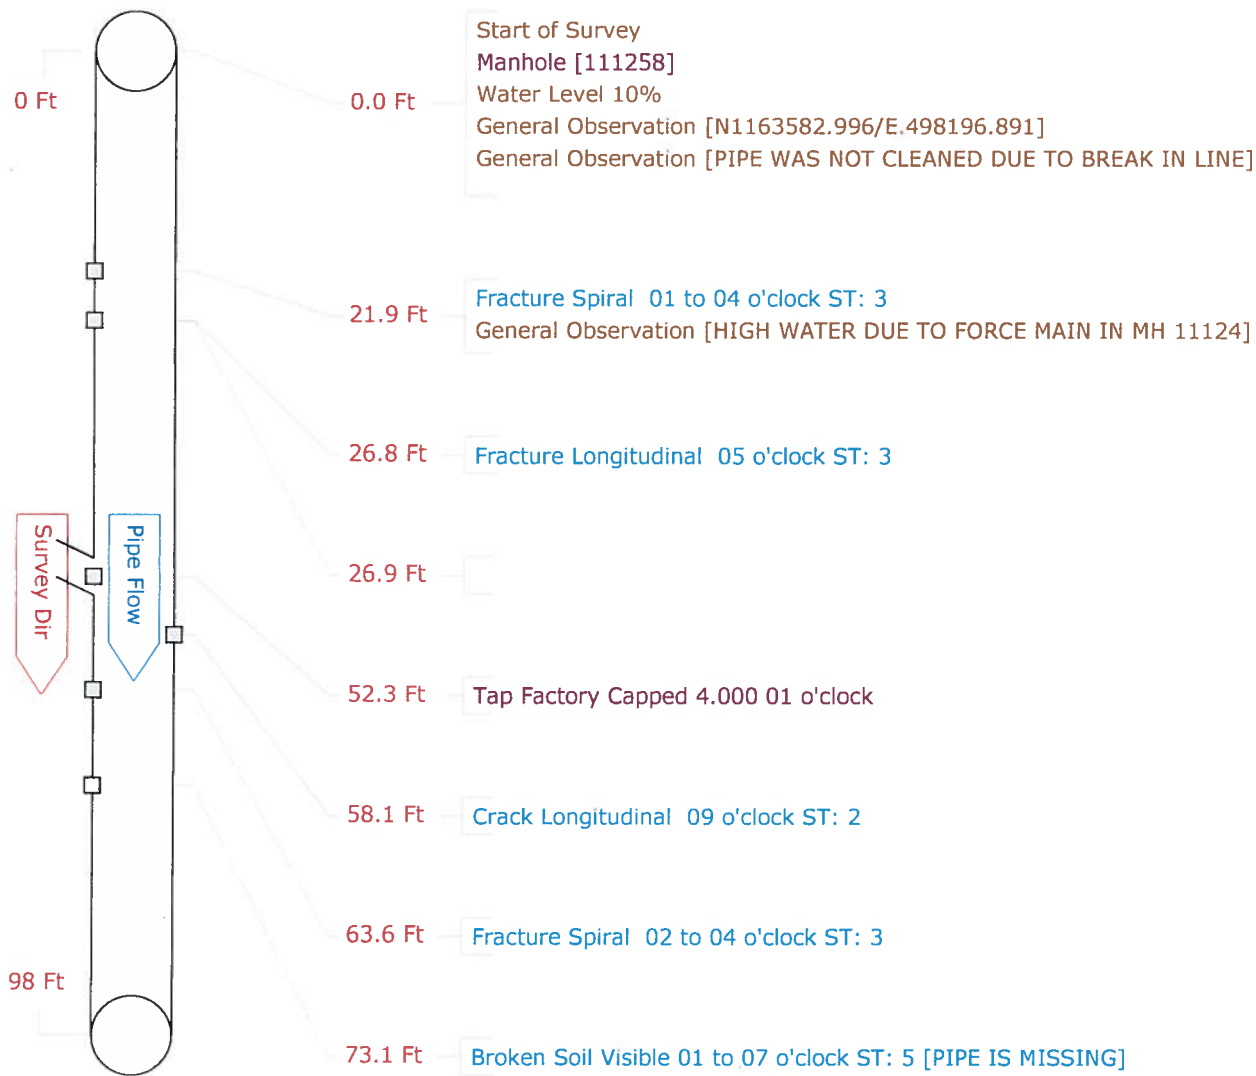 Start of Survey
Manhole [111258]
0 Ft
0.0 Ft
Water Level 10%
General Observation [N1163582.996/E.498196.891]
General Observation [PIPE WAS NOT CLEANED DUE TO BREAK IN LINE]
21.9 Ft
Fracture Spiral 01 to 04 o'clock ST: 3
General Observation [HIGH WATER DUE TO FORCE MAIN IN MH 11124]
26.8 Ft
Fracture Longitudinal 05 o'clock ST: 3
Survey Dir
Pipe Flow
26.9 Ft
52.3 Ft
Tap Factory Capped 4.000 01 o'clock
58.1 Ft
Crack Longitudinal 09 o'clock ST: 2
63.6 Ft
Fracture Spiral 02 to 04 o'clock ST: 3
98 Ft
73.1 Ft
Broken Soil Visible 01 to 07 o'clock ST: 5 [PIPE IS MISSING]